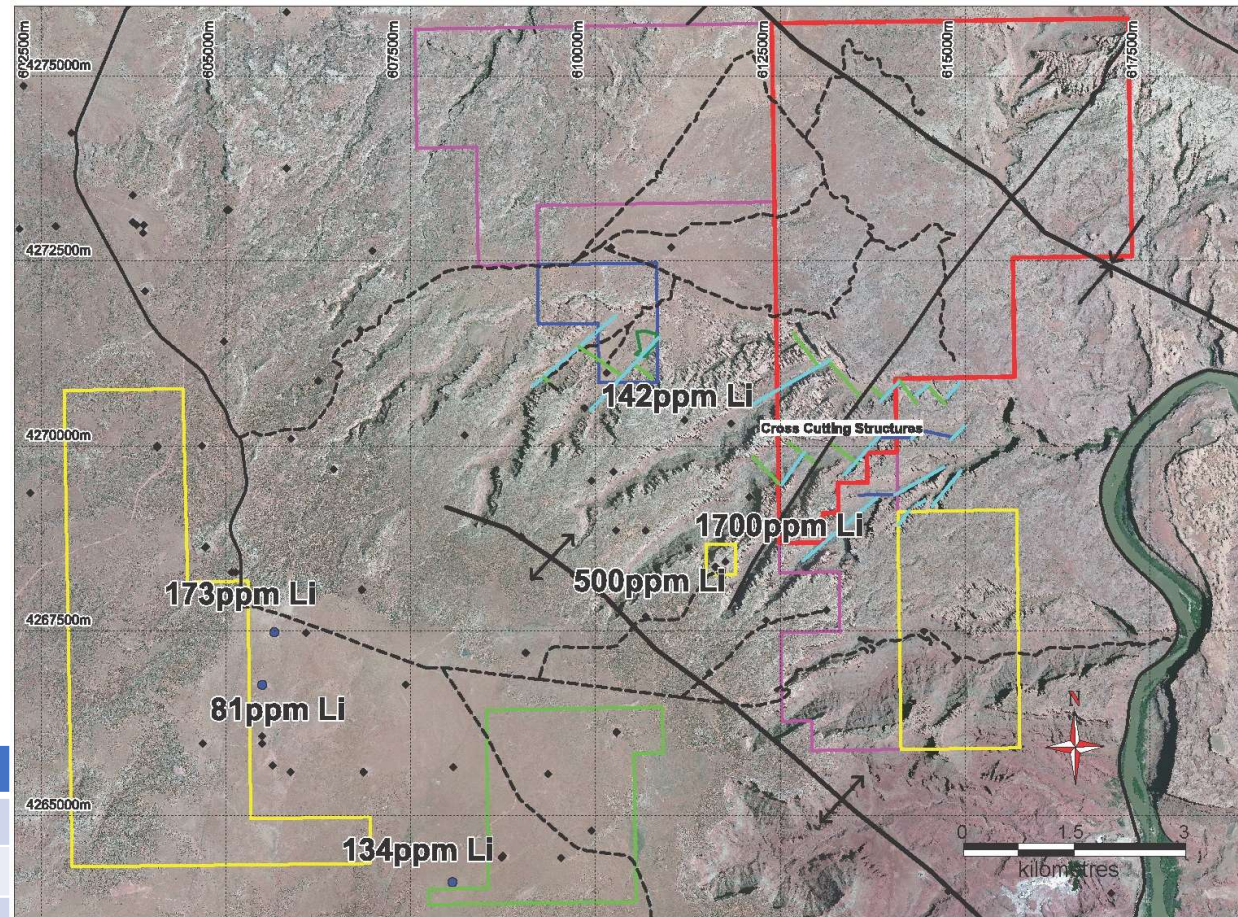 602500m
605000m
607500m
610000m
612500m
615000m
617500m
4275000m
4272500m
142ppm Li
Cross Cutting Structures
4270000m
1700ppm Li
500ppm Li
173ppm Li
4267500m
81ppm Li
N
4265000m
134ppm Li
0 1.5 3
kilometres